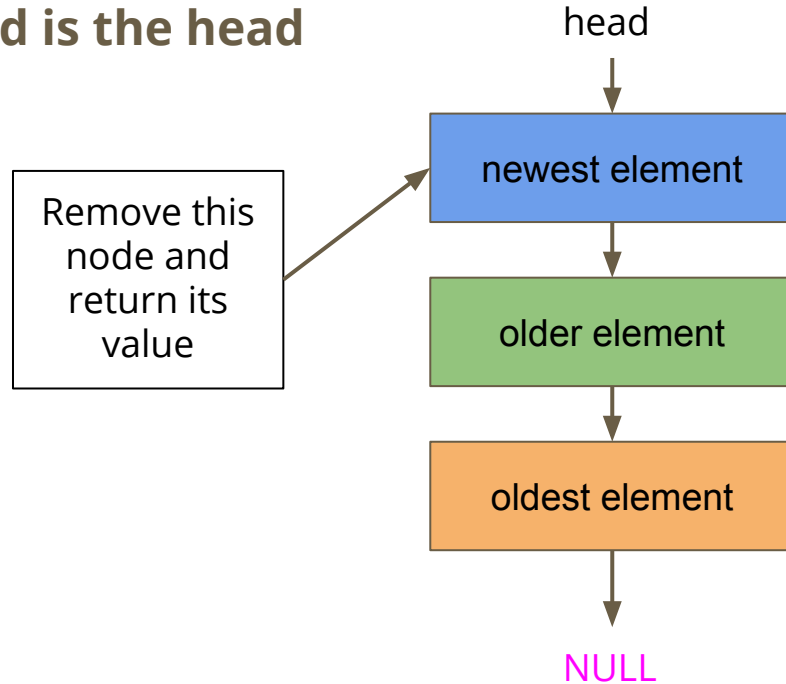 d is the head
head
newest element
Remove this
node and
return its
value
older element
oldest element
NULL